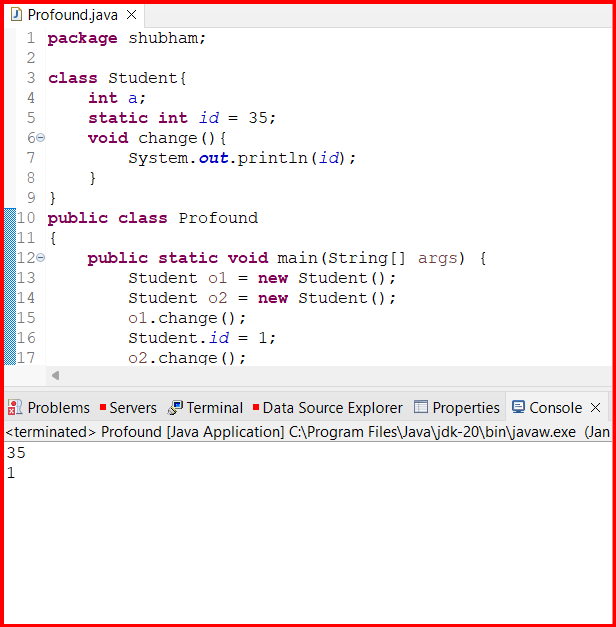 Profound.java
1 package shubham;
2
3 class Student{
4     int a;
5     static int id = 35;
6     void change(){
7         System.out.println(id);
8     }
9 }
10 public class Profound
11 {
12     public static void main(String[] args) {
13         Student o1 = new Student();
14         Student o2 = new Student();
15         o1.change();
16         Student.id = 1;
17         o2.change();
Problems Servers Terminal Data Source Explorer Properties Console
<terminated> Profound [Java Application] C:\Program Files\Java\jdk-20\bin\javaw.exe (Jan
35
1